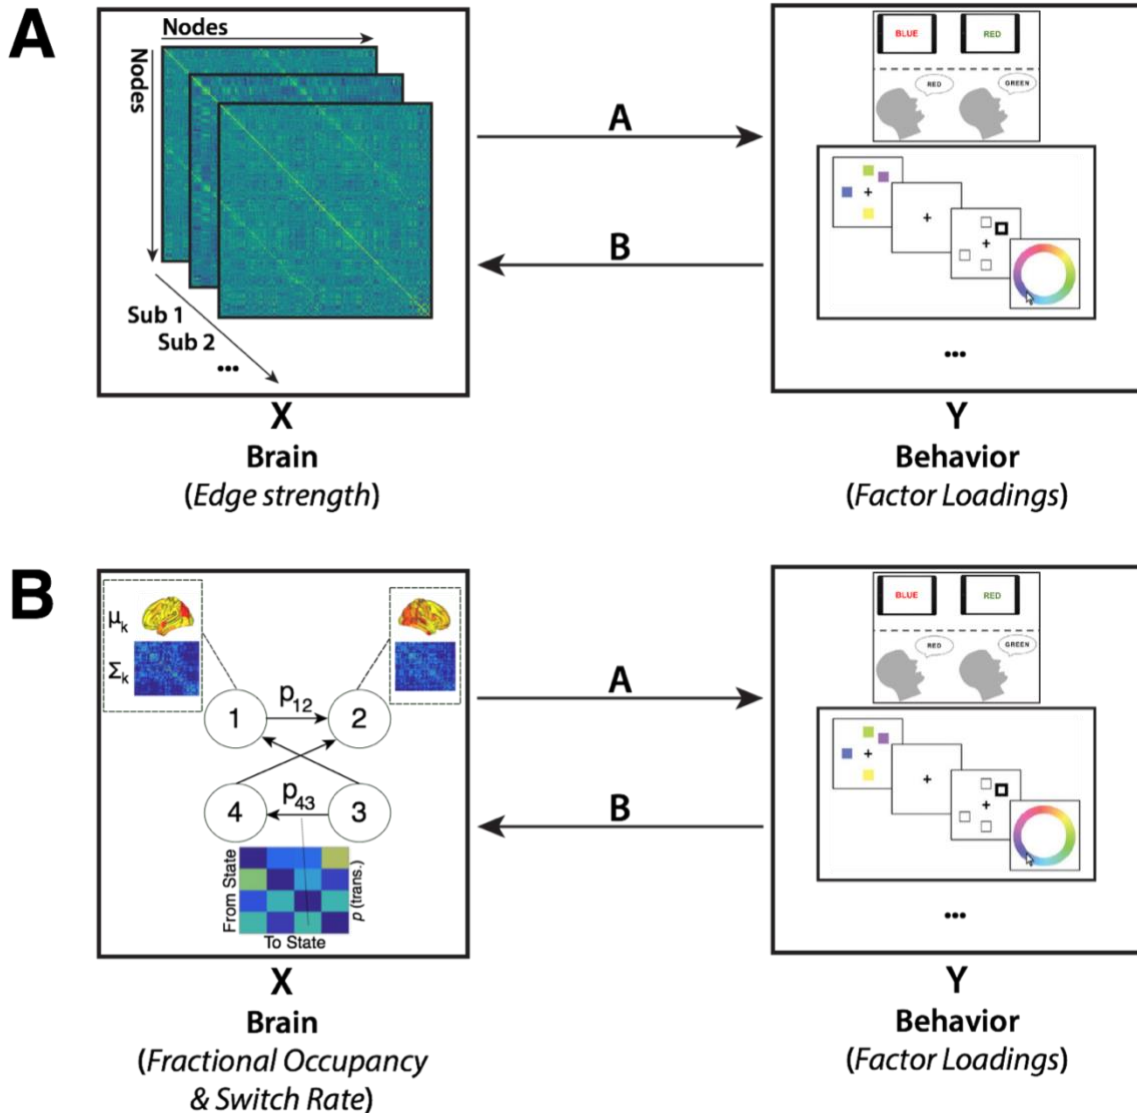 A
Nodes
Nodes
Sub 1
Sub 2
...
X
Brain
(Edge strength)
A
B
BLUE
RED
RED
GREEN
...
Y
Behavior
(Factor Loadings)
B
μk
Σk
1
p12
2
4
p43
3
From State
To State
p (trans.)
X
Brain
(Fractional Occupancy
& Switch Rate)
A
B
BLUE
RED
RED
GREEN
...
Y
Behavior
(Factor Loadings)